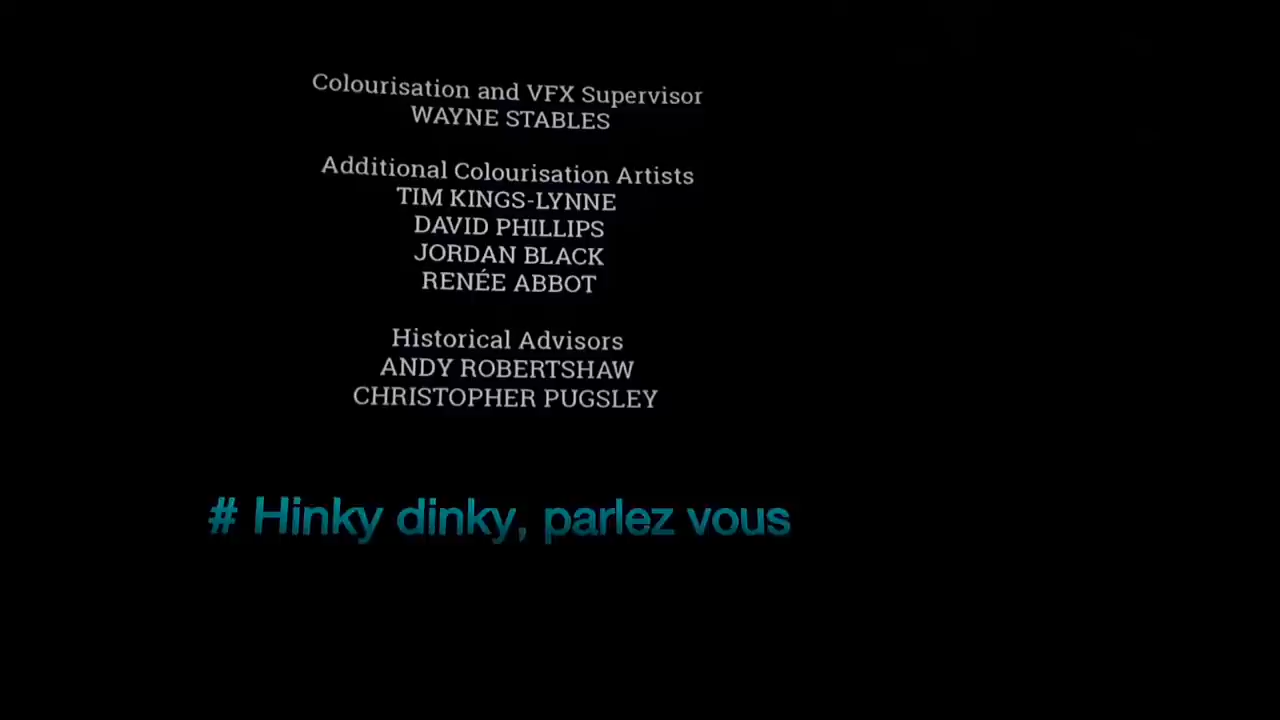 Colourisation and VFX Supervisor
WAYNE STABLES
Additional Colourisation Artists
TIM KINGS-LYNNE
DAVID PHILLIPS
JORDAN BLACK
RENÉE ABBOT
Historical Advisors
ANDY ROBERTSHAW
CHRISTOPHER PUGSLEY
# Hinky dinky, parlez vous